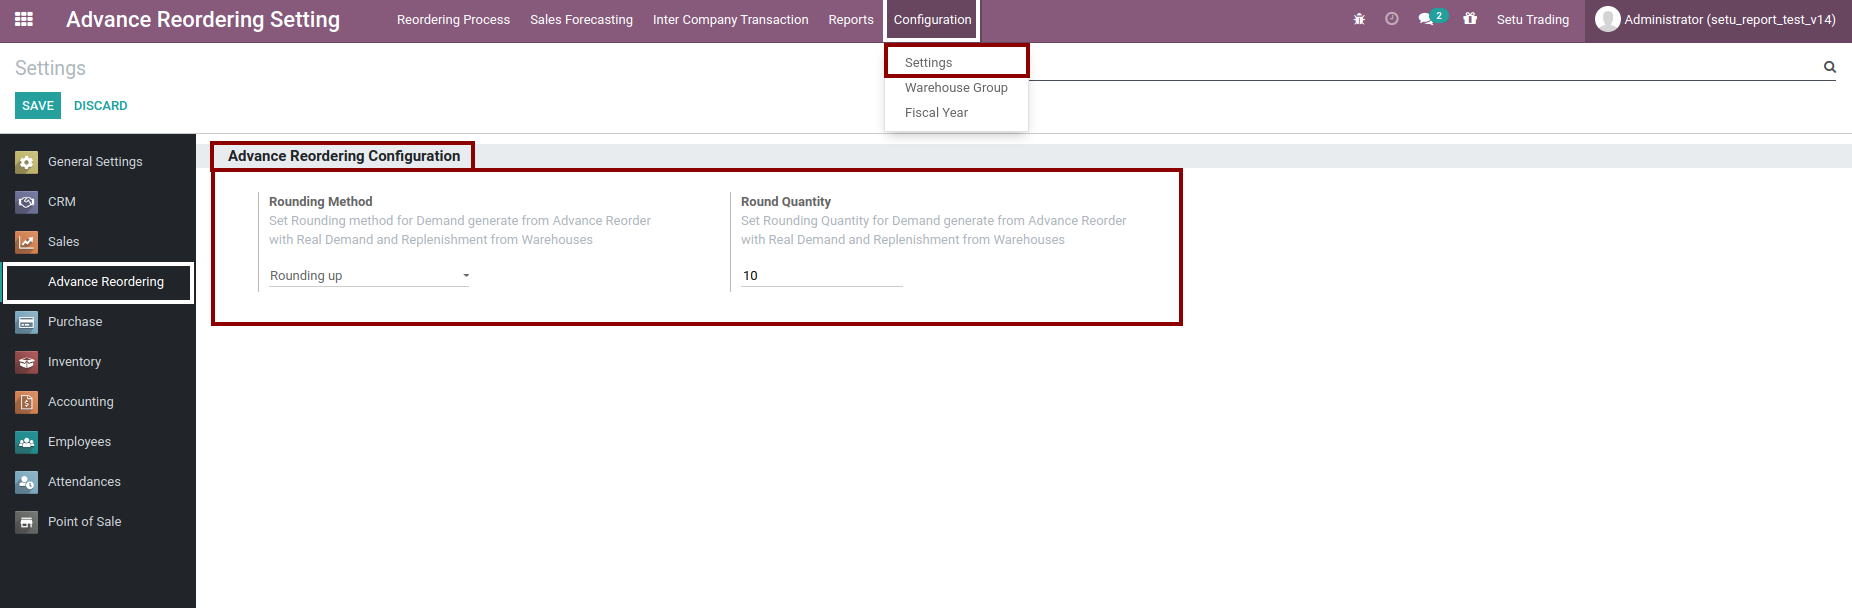 Advance Reordering Setting
Reordering Process
Sales Forecasting
Inter Company Transaction
Reports
Configuration
2
Setu Trading
Administrator (setu_report_test_v14)
Settings
Warehouse Group
Fiscal Year
Settings
SAVE
DISCARD
General Settings
CRM
Sales
Advance Reordering
Purchase
Inventory
Accounting
Employees
Attendances
Point of Sale
Advance Reordering Configuration
Rounding Method
Set Rounding method for Demand generate from Advance Reorder
with Real Demand and Replenishment from Warehouses
Rounding up
Round Quantity
Set Rounding Quantity for Demand generate from Advance Reorder
with Real Demand and Replenishment from Warehouses
10